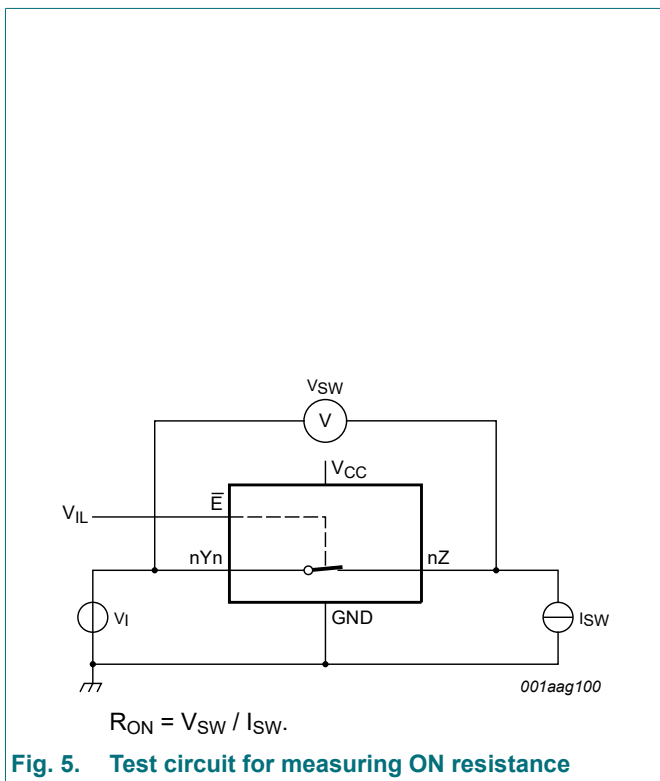 VSW
V
VCC
E̅
VIL
nYn
nZ
VI
GND
ISW
001aag100
RON = VSW / ISW.
Fig. 5. Test circuit for measuring ON resistance